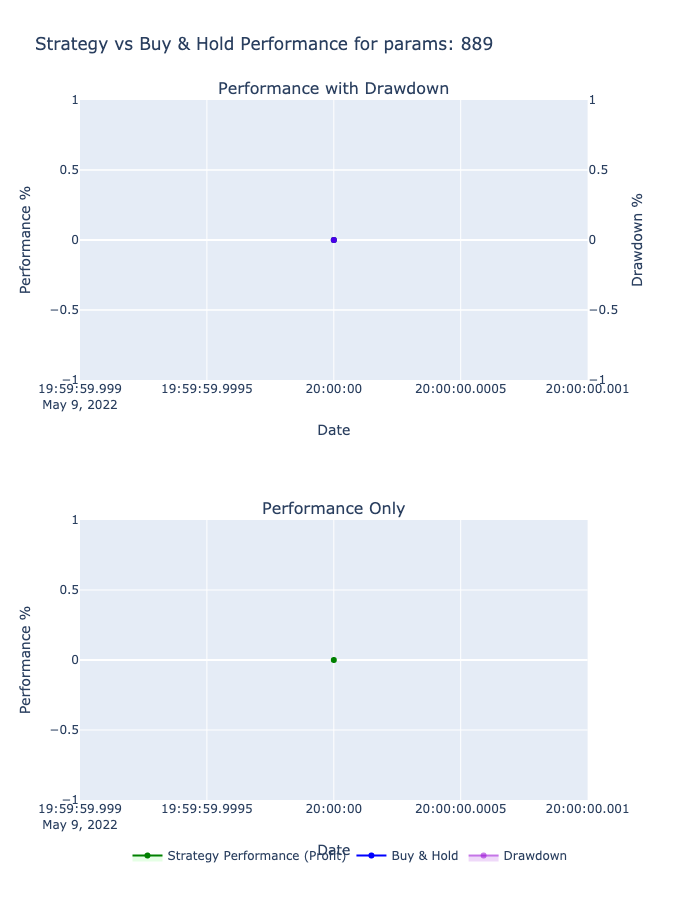 Strategy vs Buy & Hold Performance for params: 889
Performance with Drawdown
1
0.5
0
−0.5
−1
Performance %
1
0.5
0
−0.5
−1
Drawdown %
19:59:59.999 19:59:59.9995 20:00:00 20:00:00.0005 20:00:00.001
May 9, 2022
Date
Performance Only
1
0.5
0
−0.5
−1
Performance %
19:59:59.999 19:59:59.9995 20:00:00 20:00:00.0005 20:00:00.001
May 9, 2022
Date
Strategy Performance (Profit) Buy & Hold Drawdown